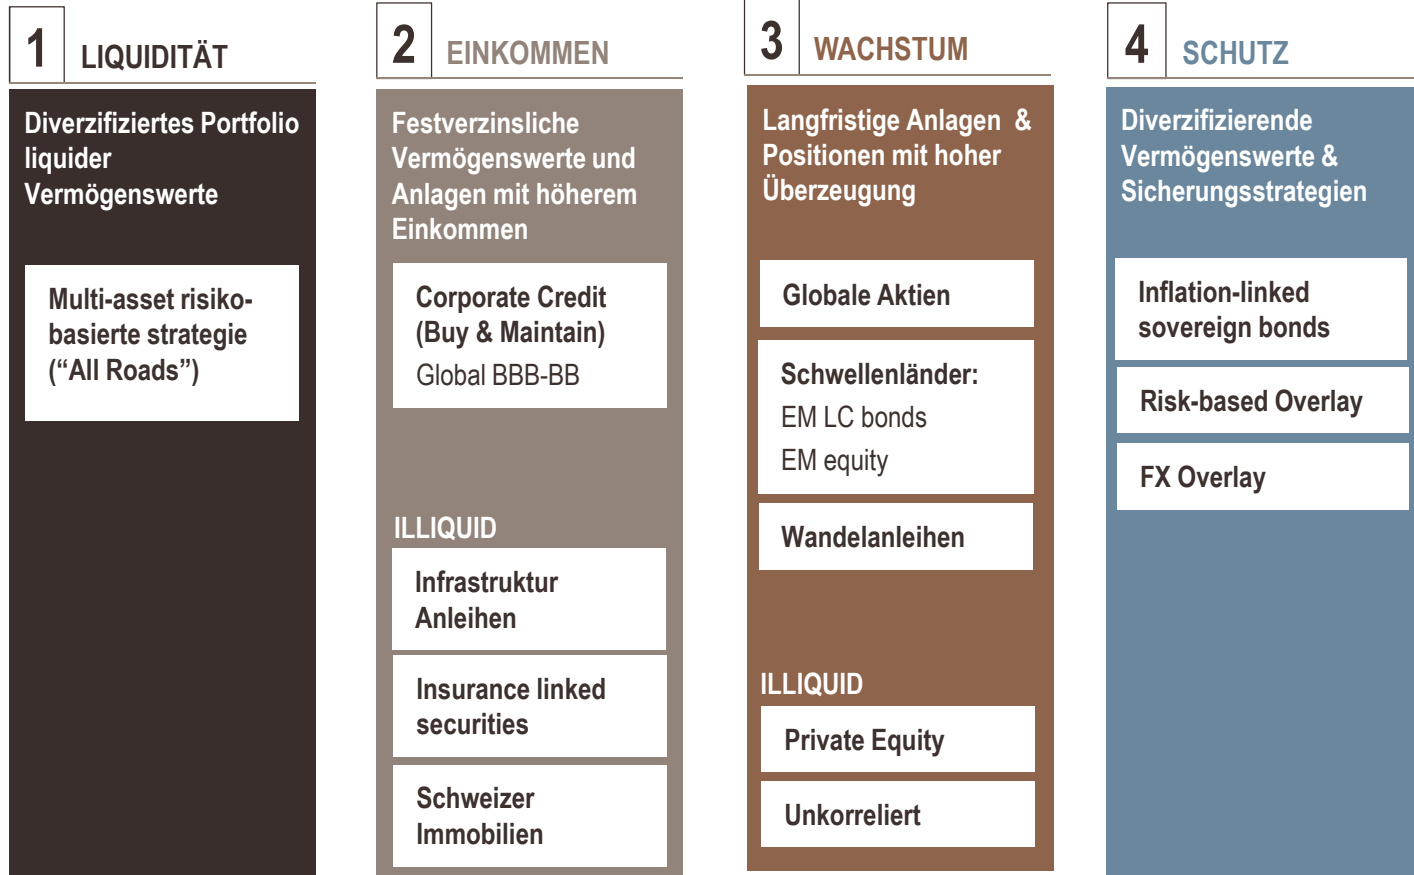 1 LIQUIDITÄT
Diverzifiziertes Portfolio
liquider
Vermögenswerte
Multi-asset risiko-
basierte strategie
(“All Roads”)
2 EINKOMMEN
Festverzinsliche
Vermögenswerte und
Anlagen mit höherem
Einkommen
Corporate Credit
(Buy & Maintain)
Global BBB-BB
ILLIQUID
Infrastruktur
Anleihen
Insurance linked
securities
Schweizer
Immobilien
3 WACHSTUM
Langfristige Anlagen &
Positionen mit hoher
Überzeugung
Globale Aktien
Schwellenländer:
EM LC bonds
EM equity
Wandelanleihen
ILLIQUID
Private Equity
Unkorreliert
4 SCHUTZ
Diverzifizierende
Vermögenswerte &
Sicherungsstrategien
Inflation-linked
sovereign bonds
Risk-based Overlay
FX Overlay